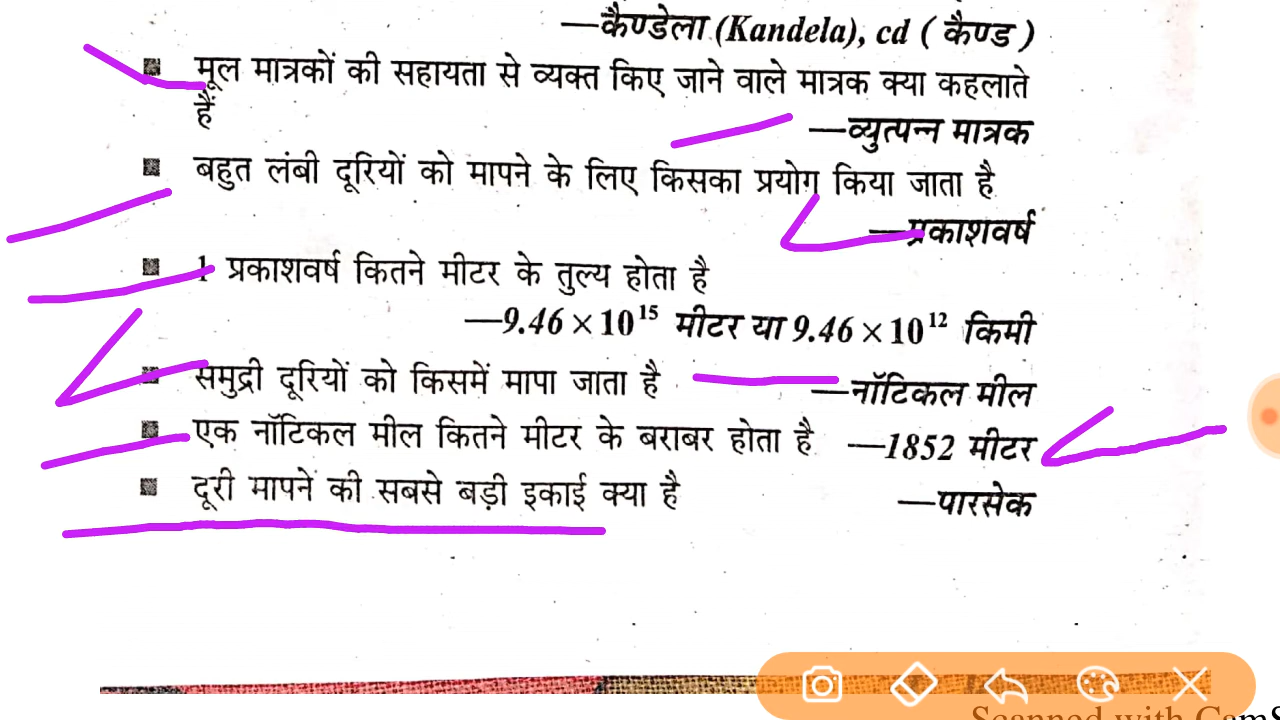 —कैण्डेला (Kandela), cd ( कैण्ड )
मूल मात्रकों की सहायता से व्यक्त किए जाने वाले मात्रक क्या कहलाते
हैं
—व्युत्पन्न मात्रक
बहुत लंबी दूरियों को मापने के लिए किसका प्रयोग किया जाता है
—प्रकाशवर्ष
1 प्रकाशवर्ष कितने मीटर के तुल्य होता है
—9.46 × 10¹⁵ मीटर या 9.46 × 10¹² किमी
समुद्री दूरियों को किसमें मापा जाता है —नॉटिकल मील
एक नॉटिकल मील कितने मीटर के बराबर होता है —1852 मीटर
दूरी मापने की सबसे बड़ी इकाई क्या है —पारसेक
Scanned with